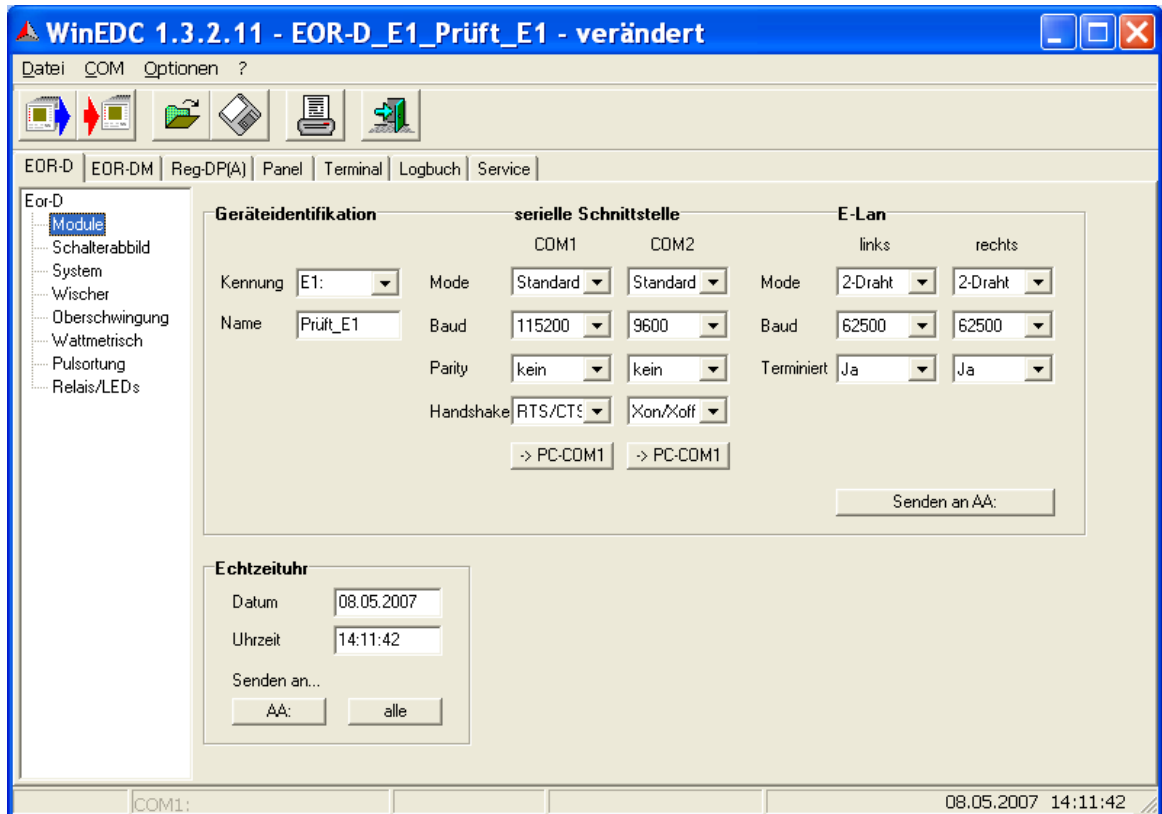 WinEDC 1.3.2.11 - EOR-D_E1_Prüft_E1 - verändert
Datei COM Optionen ?
EOR-D EOR-DM Reg-DP(A) Panel Terminal Logbuch Service
Eor-D
Module
Schalterabbild
System
Wischer
Oberschwingung
Wattmetrisch
Pulsortung
Relais/LEDs
Geräteidentifikation serielle Schnittstelle E-Lan
COM1 COM2 links rechts
Kennung E1: Mode Standard Standard Mode 2-Draht 2-Draht
Name Prüft_E1 Baud 115200 9600 Baud 62500 62500
Parity kein kein Terminiert Ja Ja
Handshake RTS/CTS Xon/Xoff
-> PC-COM1 -> PC-COM1
Senden an AA:
Echtzeituhr
Datum 08.05.2007
Uhrzeit 14:11:42
Senden an...
AA: alle
COM1: 08.05.2007 14:11:42